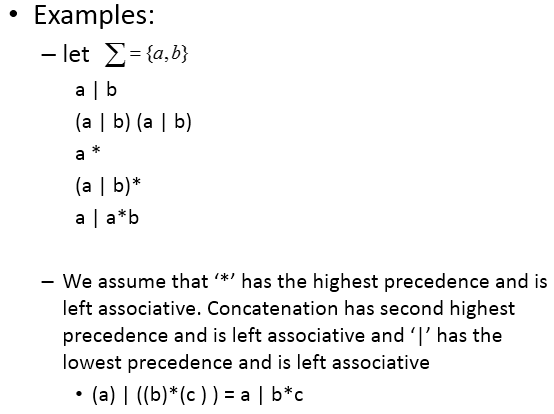 • Examples:
– let ∑ = {a,b}
a | b
(a | b) (a | b)
a *
(a | b)*
a | a*b
– We assume that ‘*’ has the highest precedence and is
left associative. Concatenation has second highest
precedence and is left associative and ‘|’ has the
lowest precedence and is left associative
• (a) | ((b)*(c ) ) = a | b*c